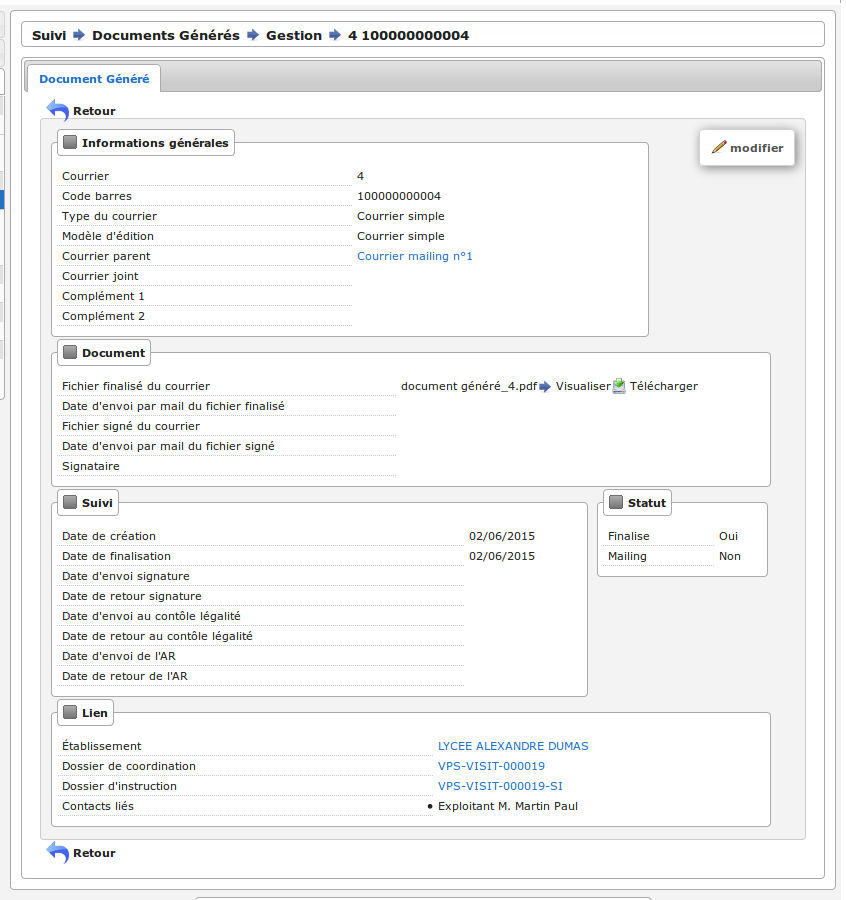 Suivi Documents Générés Gestion 4 100000000004
Document Généré
Retour
modifier
Informations générales
Courrier 4
Code barres 100000000004
Type du courrier Courrier simple
Modèle d'édition Courrier simple
Courrier parent Courrier mailing n°1
Courrier joint
Complément 1
Complément 2
Document
Fichier finalisé du courrier document généré_4.pdf Visualiser Télécharger
Date d'envoi par mail du fichier finalisé
Fichier signé du courrier
Date d'envoi par mail du fichier signé
Signataire
Suivi
Date de création 02/06/2015
Date de finalisation 02/06/2015
Date d'envoi signature
Date de retour signature
Date d'envoi au contôle légalité
Date de retour au contôle légalité
Date d'envoi de l'AR
Date de retour de l'AR
Statut
Finalise Oui
Mailing Non
Lien
Établissement LYCEE ALEXANDRE DUMAS
Dossier de coordination VPS-VISIT-000019
Dossier d'instruction VPS-VISIT-000019-SI
Contacts liés • Exploitant M. Martin Paul
Retour